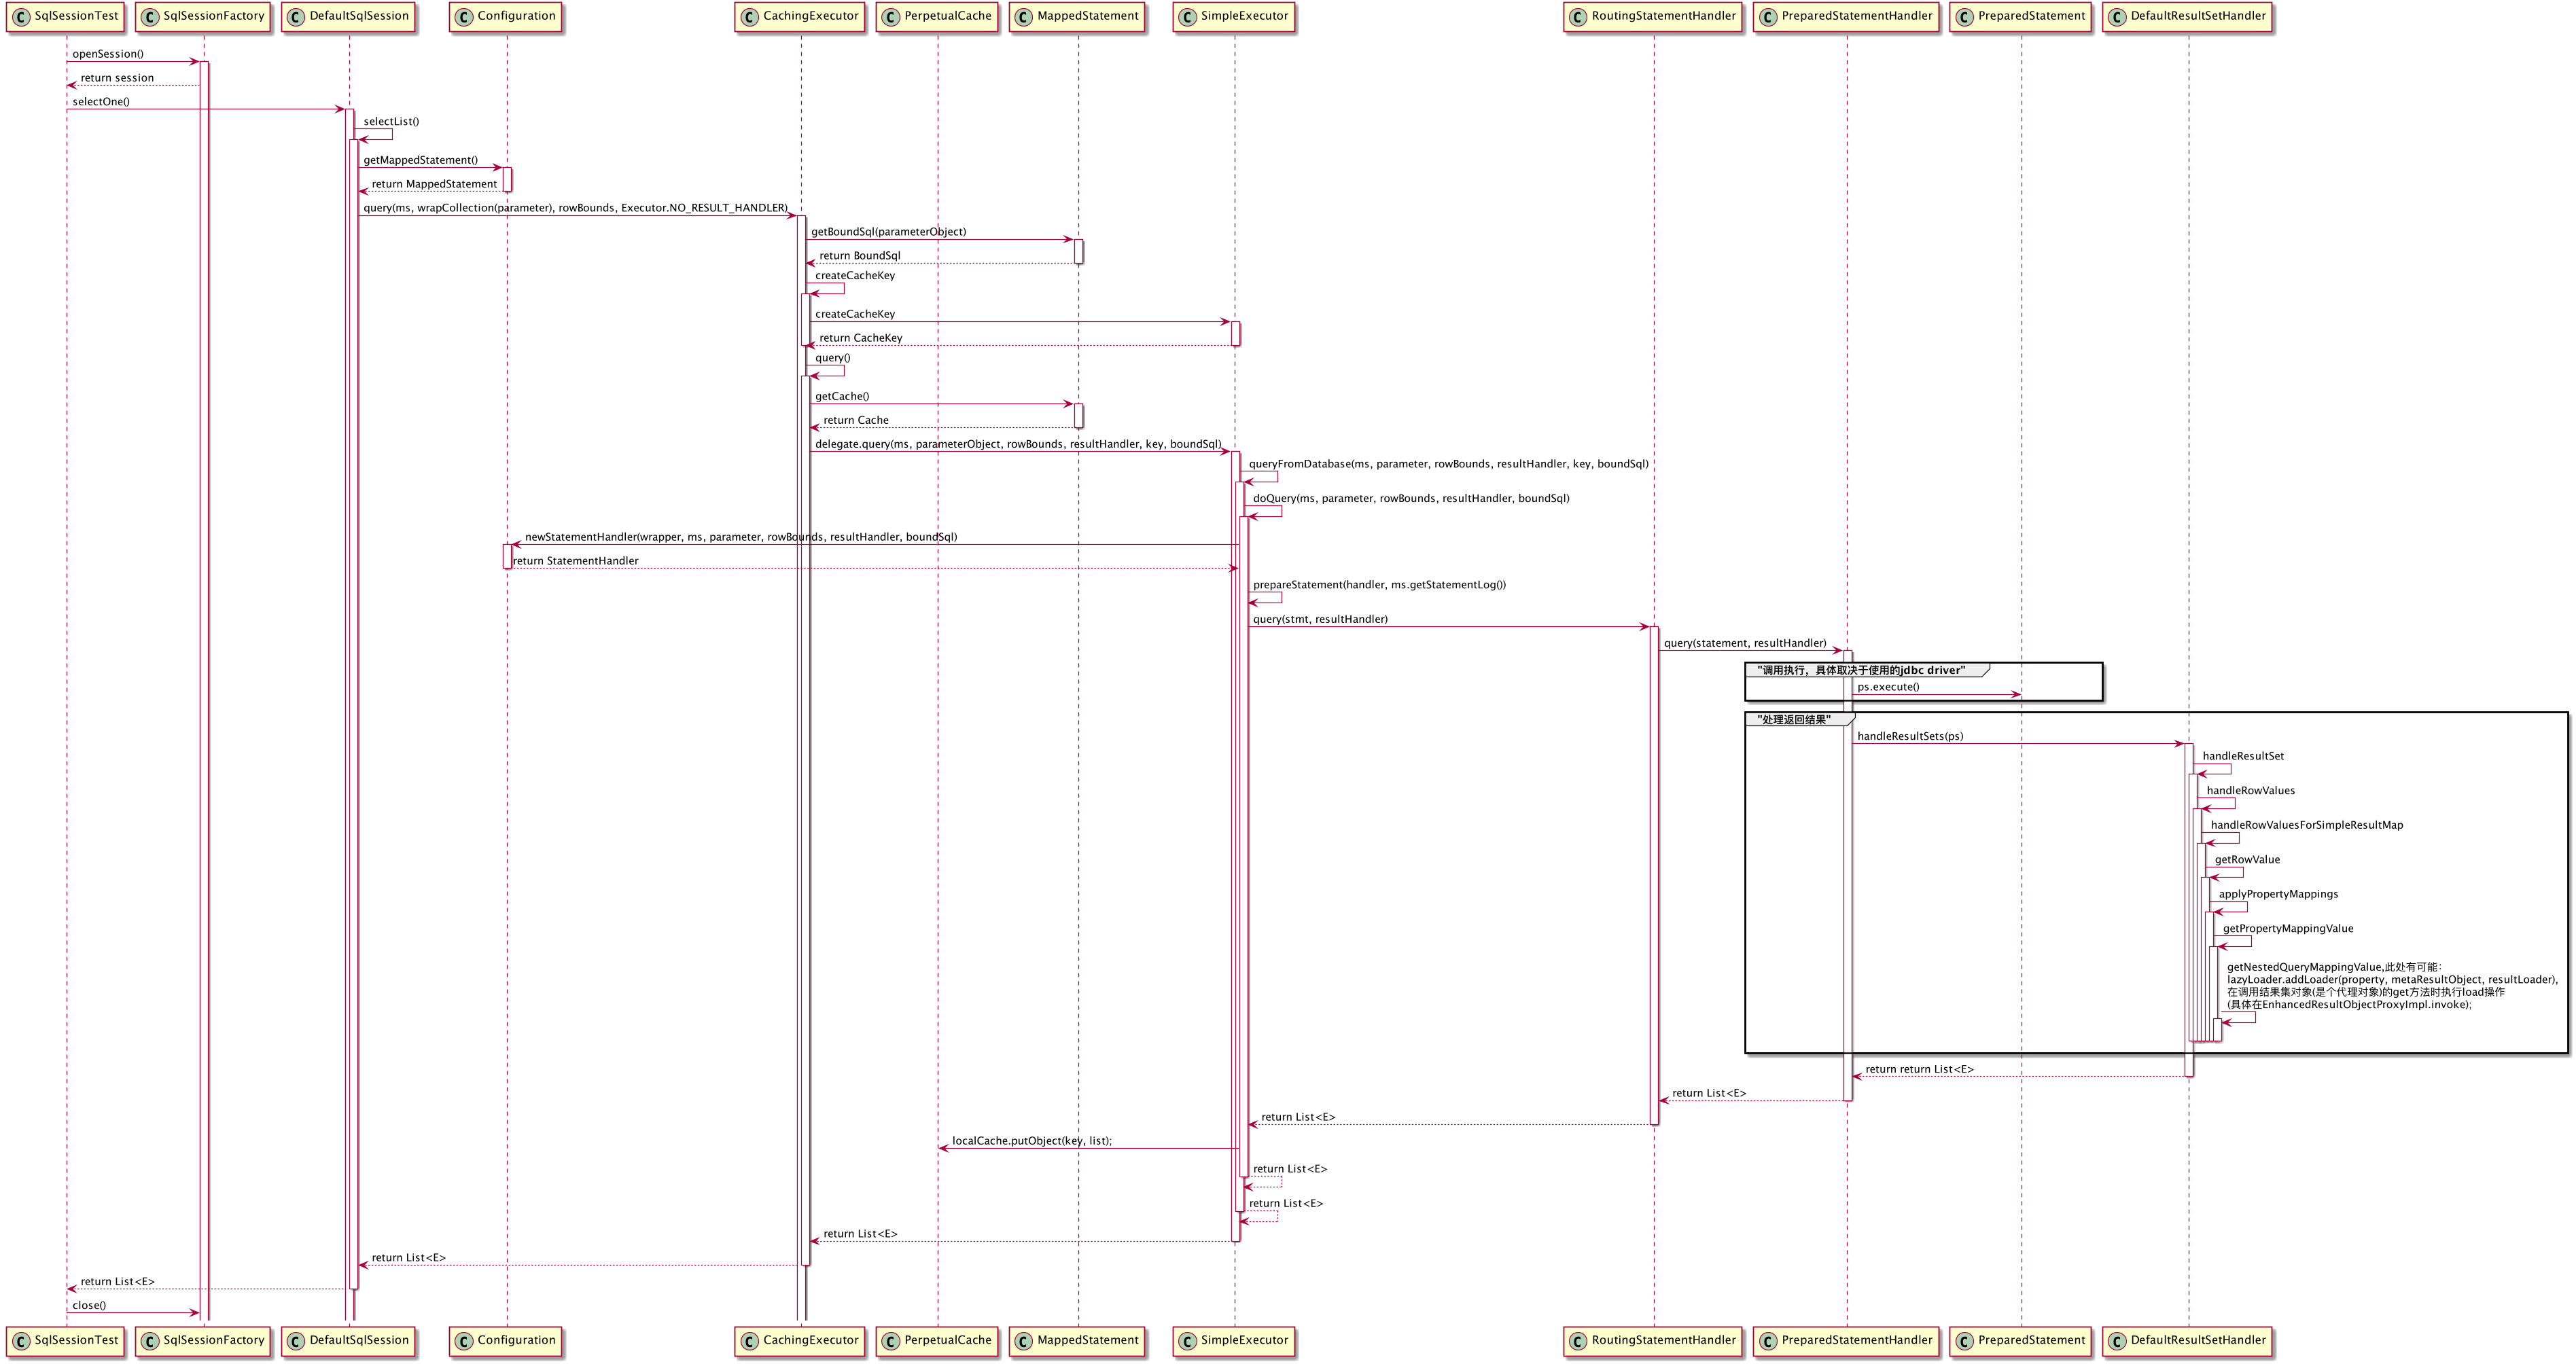 SqlSessionTest
SqlSessionFactory
DefaultSqlSession
Configuration
CachingExecutor
PerpetualCache
MappedStatement
SimpleExecutor
RoutingStatementHandler
PreparedStatementHandler
PreparedStatement
DefaultResultSetHandler
openSession()
return session
selectOne()
selectList()
getMappedStatement()
return MappedStatement
query(ms, wrapCollection(parameter), rowBounds, Executor.NO_RESULT_HANDLER)
getBoundSql(parameterObject)
return BoundSql
createCacheKey
createCacheKey
return CacheKey
query()
getCache()
return Cache
delegate.query(ms, parameterObject, rowBounds, resultHandler, key, boundSql)
queryFromDatabase(ms, parameter, rowBounds, resultHandler, key, boundSql)
doQuery(ms, parameter, rowBounds, resultHandler, boundSql)
newStatementHandler(wrapper, ms, parameter, rowBounds, resultHandler, boundSql)
return StatementHandler
prepareStatement(handler, ms.getStatementLog())
query(stmt, resultHandler)
query(statement, resultHandler)
"调用执行，具体取决于使用的jdbc driver"
ps.execute()
"处理返回结果"
handleResultSets(ps)
handleResultSet
handleRowValues
handleRowValuesForSimpleResultMap
getRowValue
applyPropertyMappings
getPropertyMappingValue
getNestedQueryMappingValue,此处有可能：
lazyLoader.addLoader(property, metaResultObject, resultLoader),
在调用结果集对象(是个代理对象)的get方法时执行load操作
(具体在EnhancedResultObjectProxyImpl.invoke);
return return List<E>
return List<E>
return List<E>
localCache.putObject(key, list);
return List<E>
return List<E>
return List<E>
return List<E>
return List<E>
close()
SqlSessionTest
SqlSessionFactory
DefaultSqlSession
Configuration
CachingExecutor
PerpetualCache
MappedStatement
SimpleExecutor
RoutingStatementHandler
PreparedStatementHandler
PreparedStatement
DefaultResultSetHandler